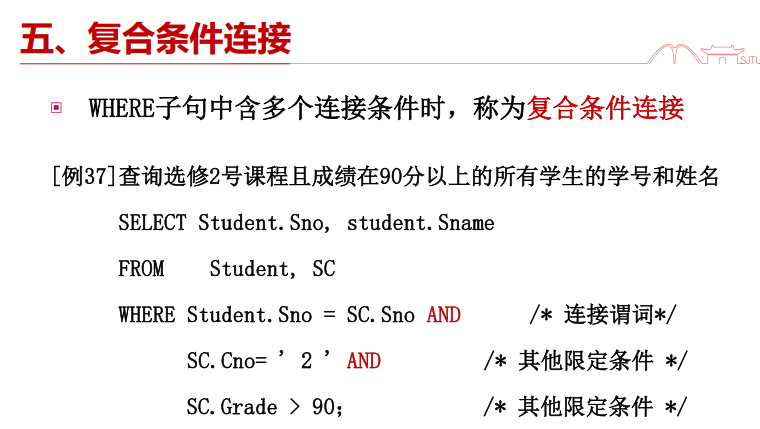 五、复合条件连接
WHERE子句中含多个连接条件时，称为复合条件连接
[例37]查询选修2号课程且成绩在90分以上的所有学生的学号和姓名
SELECT Student.Sno, student.Sname
FROM Student, SC
WHERE Student.Sno = SC.Sno AND /* 连接谓词*/
SC.Cno= ’ 2 ’ AND /* 其他限定条件 */
SC.Grade > 90; /* 其他限定条件 */